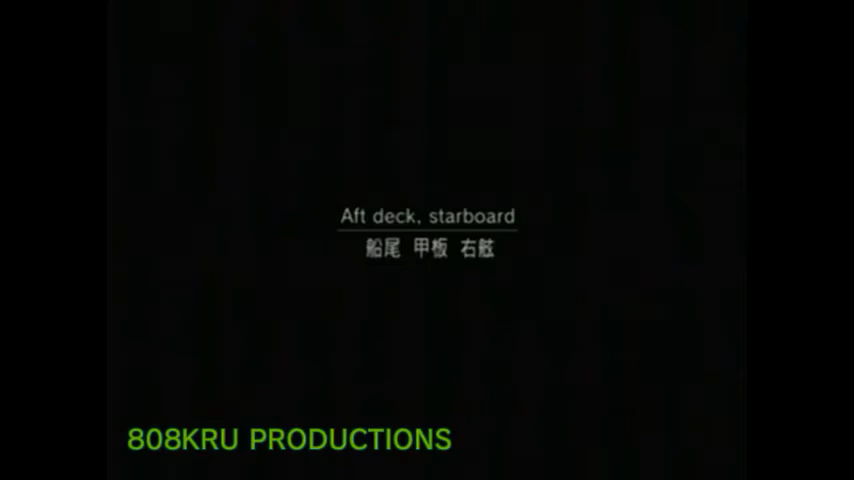 Aft deck, starboard
船尾 甲板 右舷
808KRU PRODUCTIONS